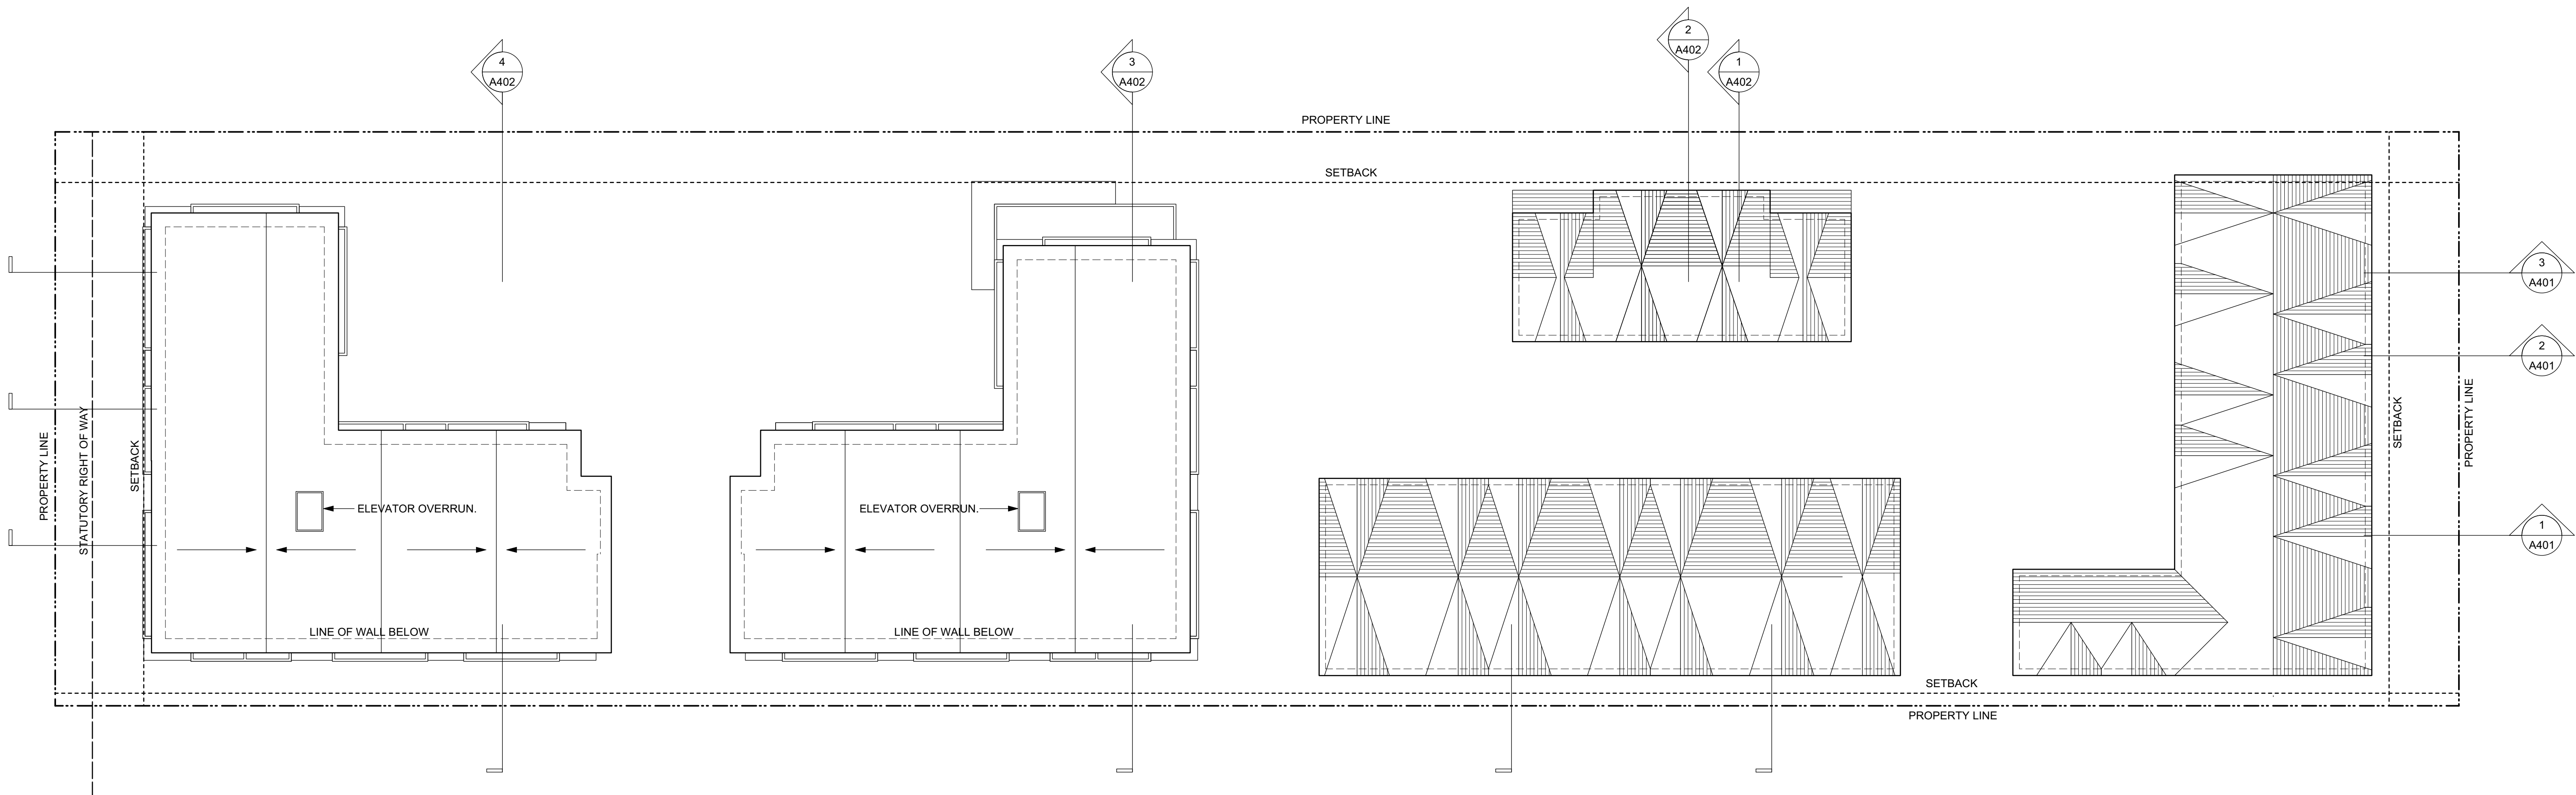 2
A402
4
A402
3
A402
1
A402
PROPERTY LINE
SETBACK
3
A401
2
A401
1
A401
PROPERTY LINE
STATUTORY RIGHT OF WAY
SETBACK
SETBACK
PROPERTY LINE
ELEVATOR OVERRUN.
ELEVATOR OVERRUN.
LINE OF WALL BELOW
LINE OF WALL BELOW
SETBACK
PROPERTY LINE